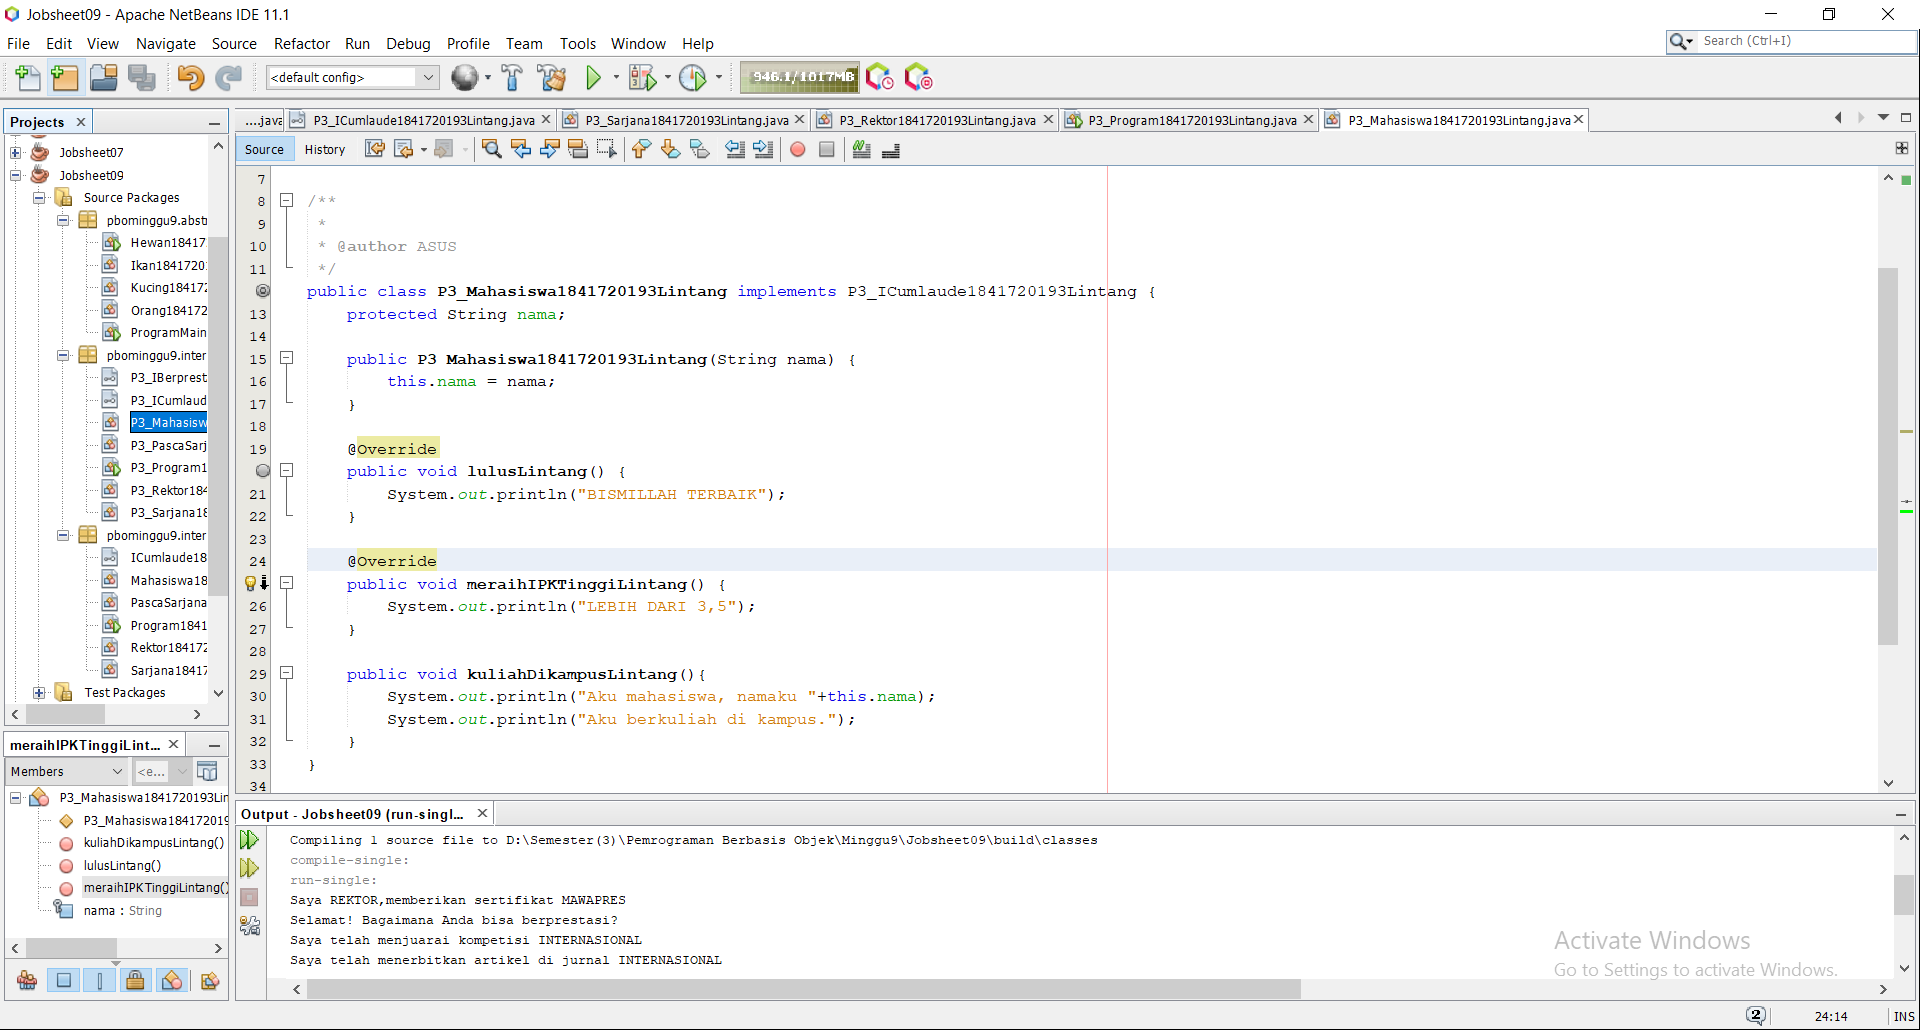 Jobsheet09 - Apache NetBeans IDE 11.1
File Edit View Navigate Source Refactor Run Debug Profile Team Tools Window Help
Search (Ctrl+I)
<default config>
946.1/1017MB
Projects
...java P3_ICumlaude1841720193Lintang.java P3_Sarjana1841720193Lintang.java P3_Rektor1841720193Lintang.java P3_Program1841720193Lintang.java P3_Mahasiswa1841720193Lintang.java
Source History
Jobsheet07
Jobsheet09
Source Packages
pbominggu9.abst
Hewan18417
Ikan1841720
Kucing18417
Orang184172
ProgramMain
pbominggu9.inter
P3_IBerprest
P3_ICumlaud
P3_Mahasisw
P3_PascaSarj
P3_Program1
P3_Rektor184
P3_Sarjana18
pbominggu9.inter
ICumlaude18
Mahasiswa18
PascaSarjana
Program1841
Rektor184172
Sarjana18417
Test Packages
7
8 /**
9 *
10 * @author ASUS
11 */
public class P3_Mahasiswa1841720193Lintang implements P3_ICumlaude1841720193Lintang {
13 protected String nama;
14
15 public P3_Mahasiswa1841720193Lintang(String nama) {
16 this.nama = nama;
17 }
18
19 @Override
public void lulusLintang() {
21 System.out.println("BISMILLAH TERBAIK");
22 }
23
24 @Override
public void meraihIPKTinggiLintang() {
26 System.out.println("LEBIH DARI 3,5");
27 }
28
29 public void kuliahDikampusLintang(){
30 System.out.println("Aku mahasiswa, namaku "+this.nama);
31 System.out.println("Aku berkuliah di kampus.");
32 }
33 }
34
meraihIPKTinggiLint...
Members <e...
P3_Mahasiswa1841720193Lin
P3_Mahasiswa18417201
kuliahDikampusLintang()
lulusLintang()
meraihIPKTinggiLintang()
nama : String
Output - Jobsheet09 (run-singl...
Compiling 1 source file to D:\Semester(3)\Pemrograman Berbasis Objek\Minggu9\Jobsheet09\build\classes
compile-single:
run-single:
Saya REKTOR,memberikan sertifikat MAWAPRES
Selamat! Bagaimana Anda bisa berprestasi?
Saya telah menjuarai kompetisi INTERNASIONAL
Saya telah menerbitkan artikel di jurnal INTERNASIONAL
Activate Windows
Go to Settings to activate Windows.
2 24:14 INS